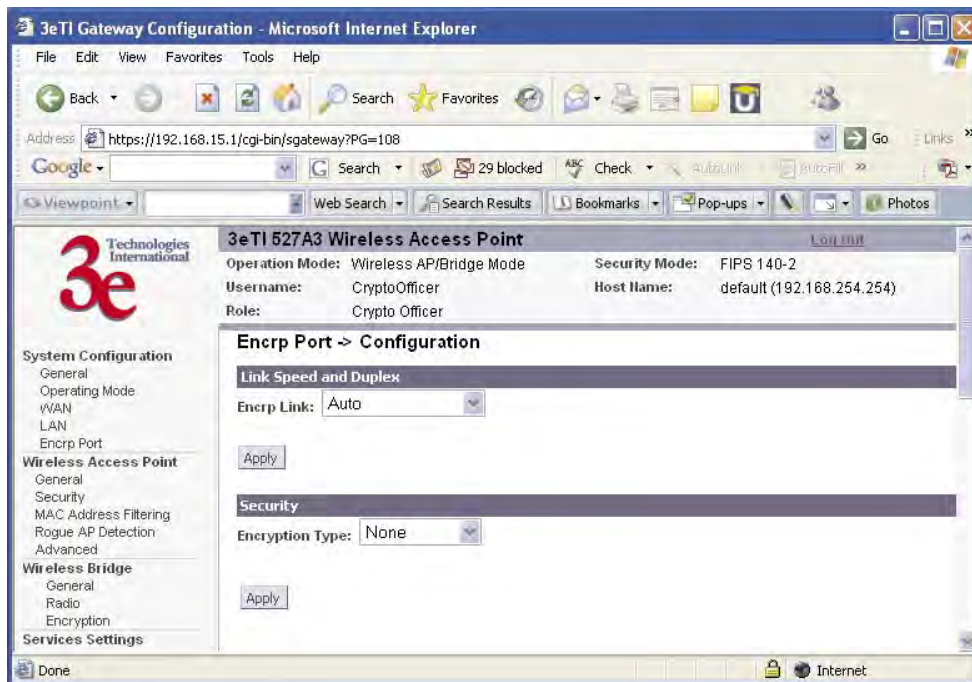 3eTI Gateway Configuration - Microsoft Internet Explorer
File Edit View Favorites Tools Help
Back Search Favorites
Address https://192.168.15.1/cgi-bin/sgateway?PG=108 Go Links »
Google Search 29 blocked ABC Check AutoLink AutoFill »
Viewpoint Web Search Search Results Bookmarks Pop-ups Photos
3e Technologies International
3eTI 527A3 Wireless Access Point Log out
Operation Mode: Wireless AP/Bridge Mode Security Mode: FIPS 140-2
Username: CryptoOfficer Host Name: default (192.168.254.254)
Role: Crypto Officer
System Configuration
General
Operating Mode
WAN
LAN
Encrp Port
Wireless Access Point
General
Security
MAC Address Filtering
Rogue AP Detection
Advanced
Wireless Bridge
General
Radio
Encryption
Services Settings
Encrp Port -> Configuration
Link Speed and Duplex
Encrp Link: Auto
Apply
Security
Encryption Type: None
Apply
Done Internet